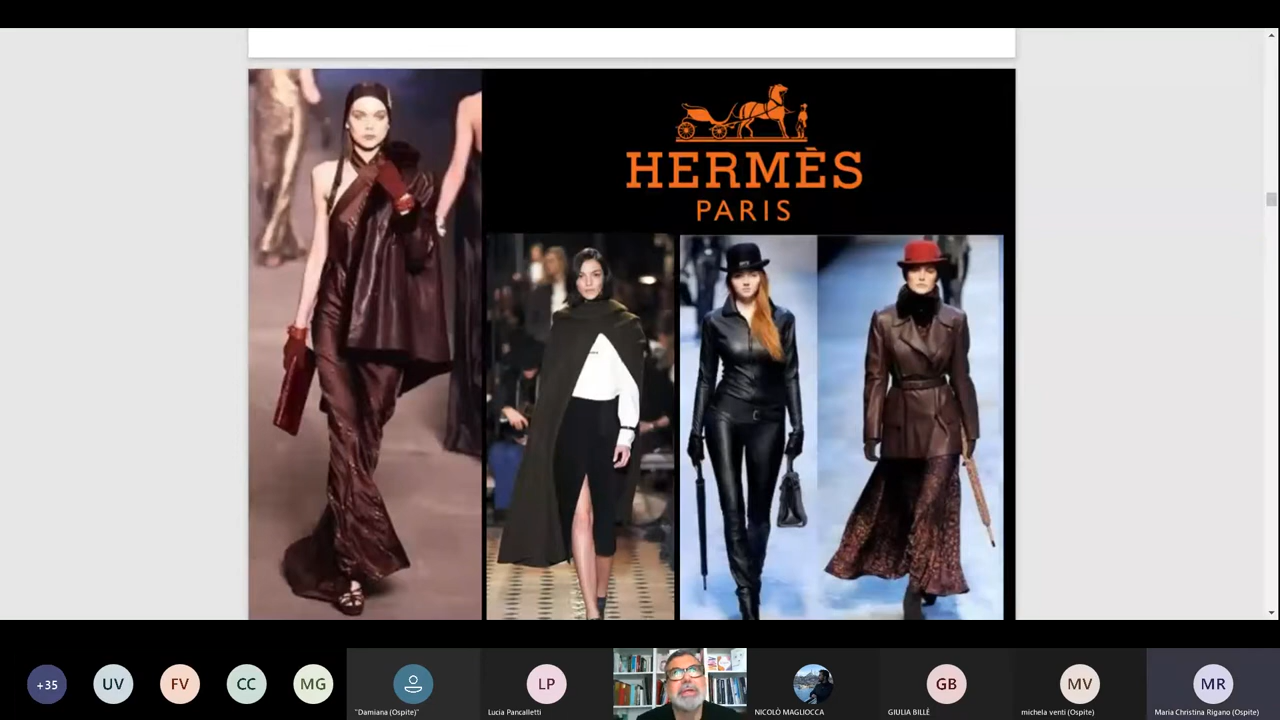 HERMÈS
PARIS
+35
UV
FV
CC
MG
LP
GB
MV
MR
"Damiana (Ospite)"
Lucia Pancalletti
NICOLÒ MAGLIOCCA
GIULIA BILLÈ
michela venti (Ospite)
Maria Christina Rigano (Ospite)